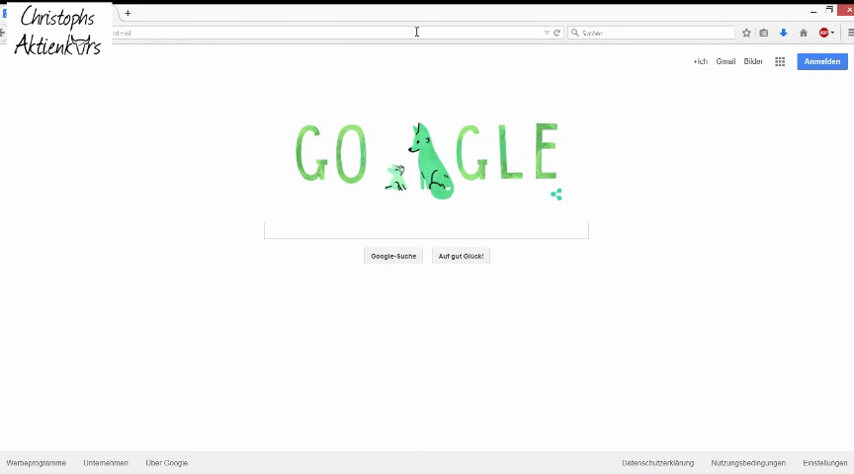 Christophs
Aktienkurs
Suchen
+Ich Gmail Bilder Anmelden
GO GLE
Google-Suche Auf gut Glück!
Werbeprogramme Unternehmen Über Google Datenschutzerklärung Nutzungsbedingungen Einstellungen